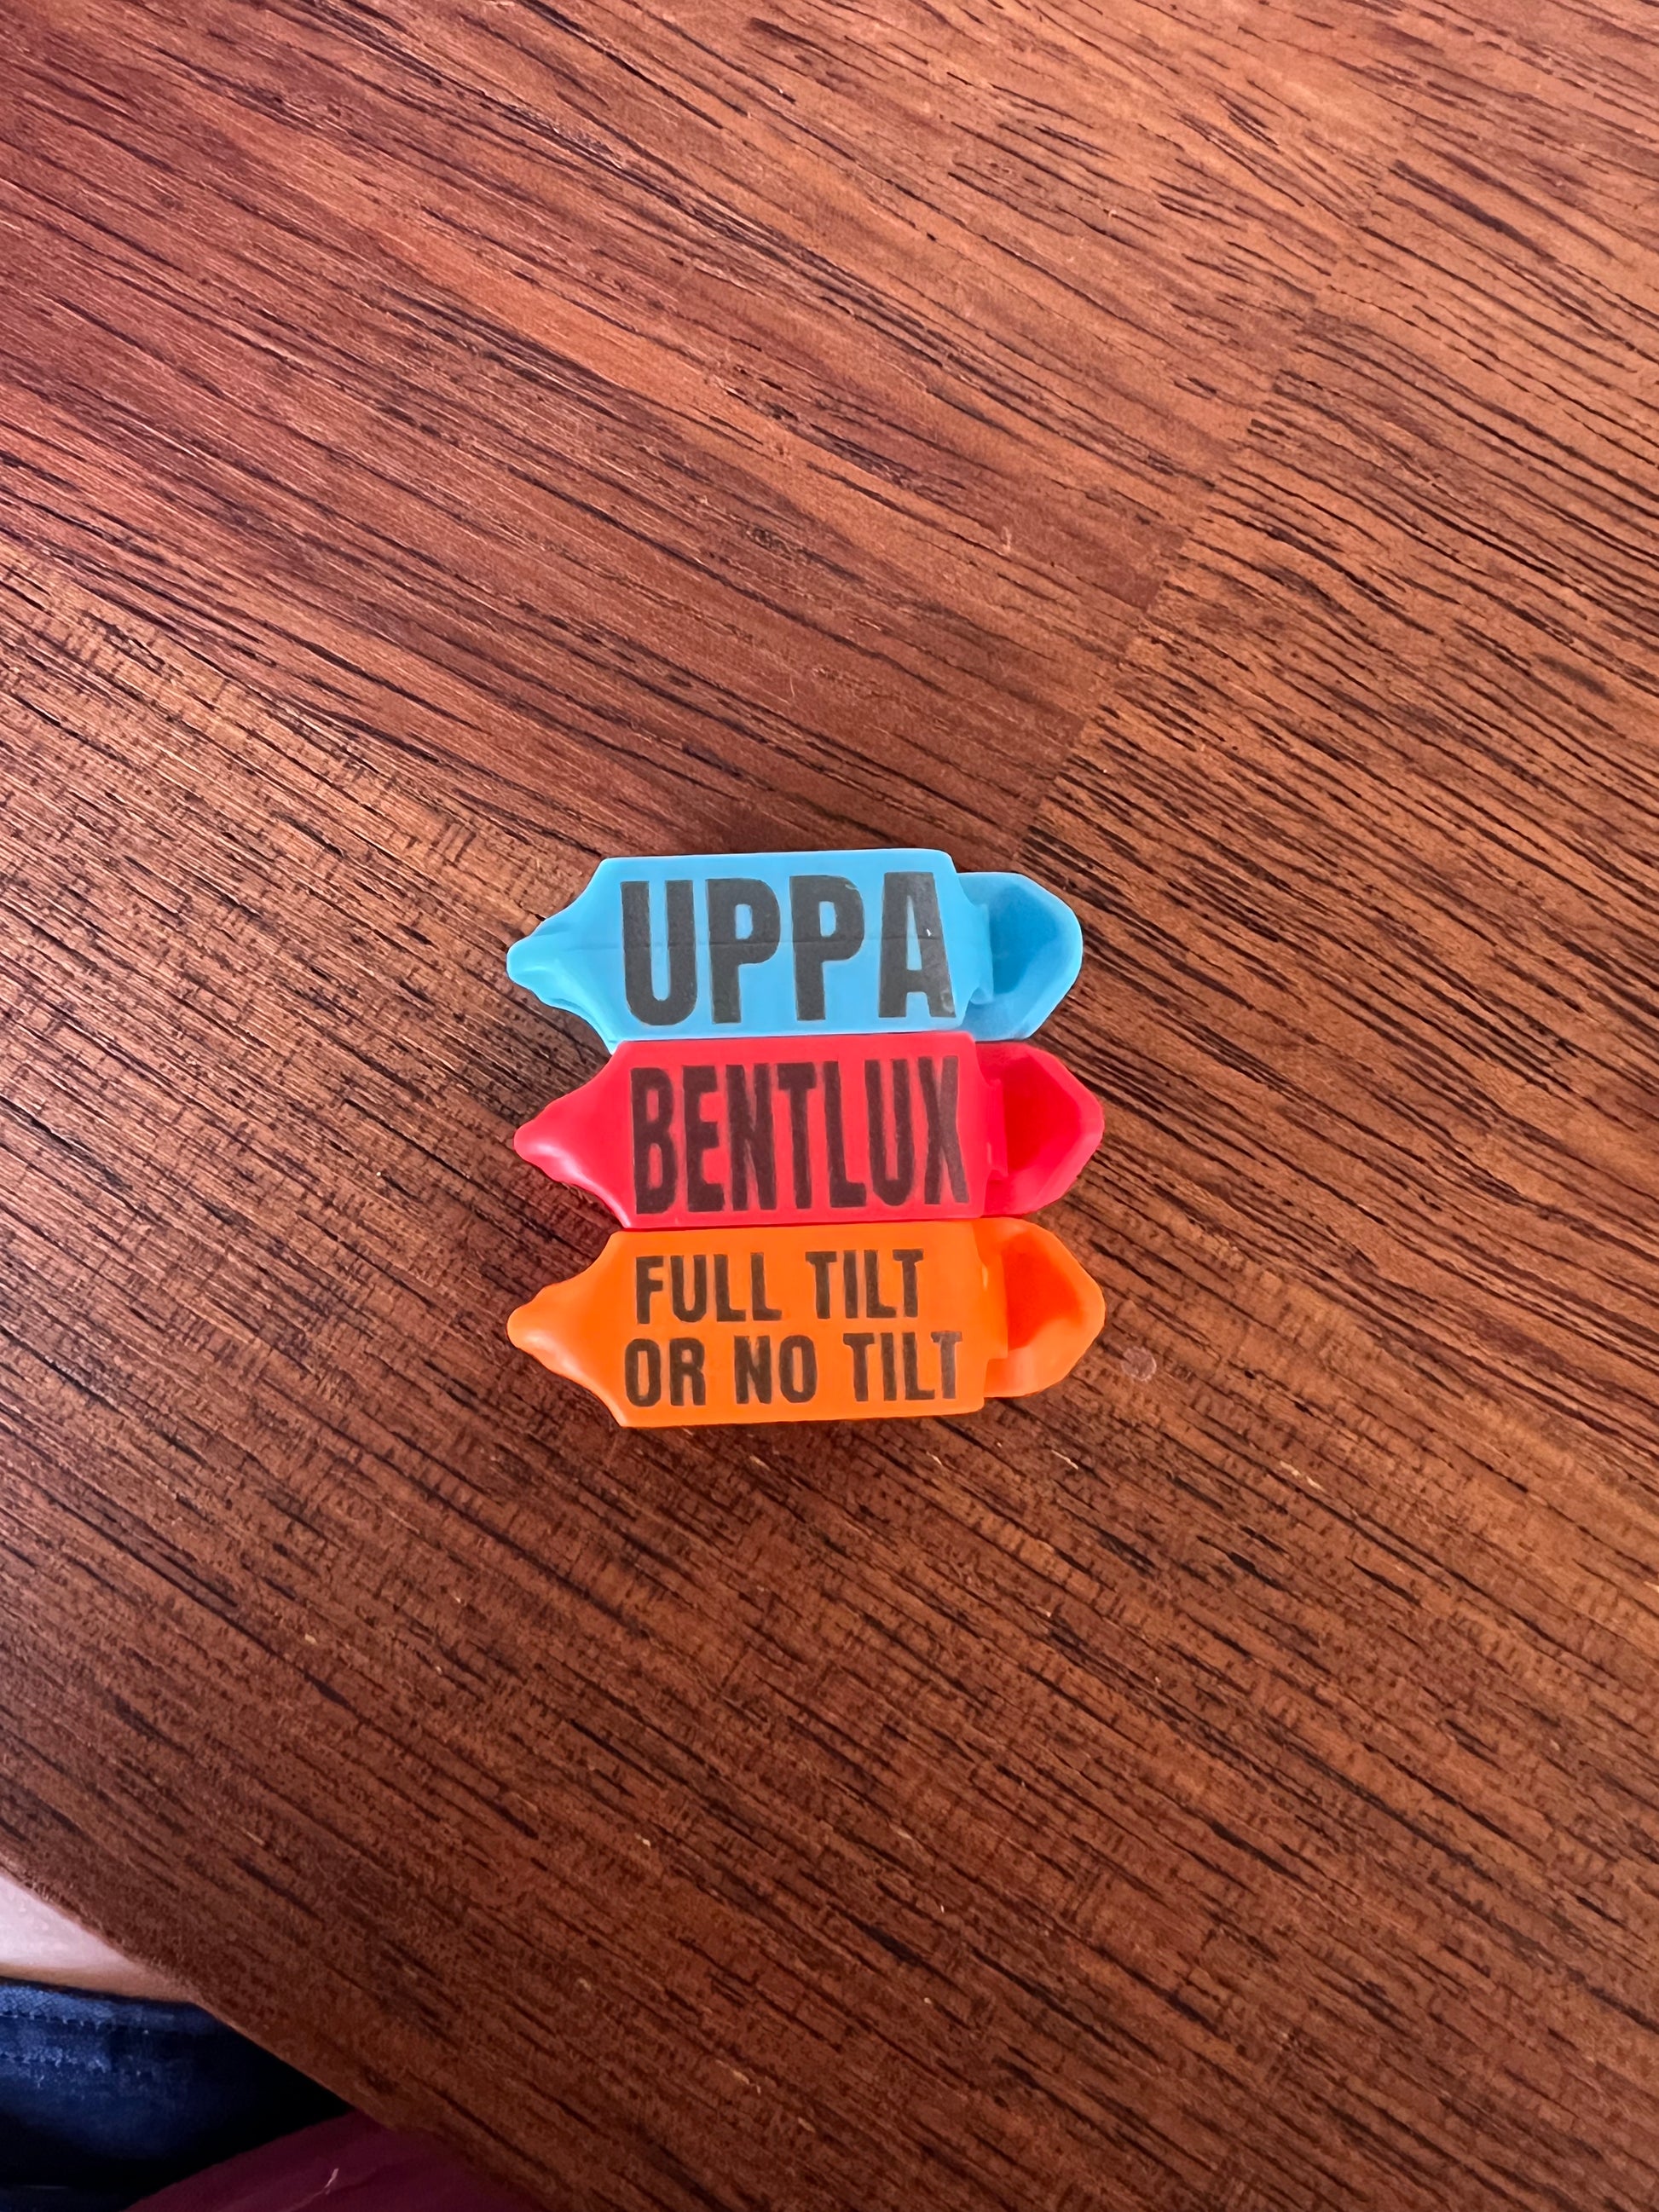 UPPA
BENTLUX
FULL TILT
OR NO TILT